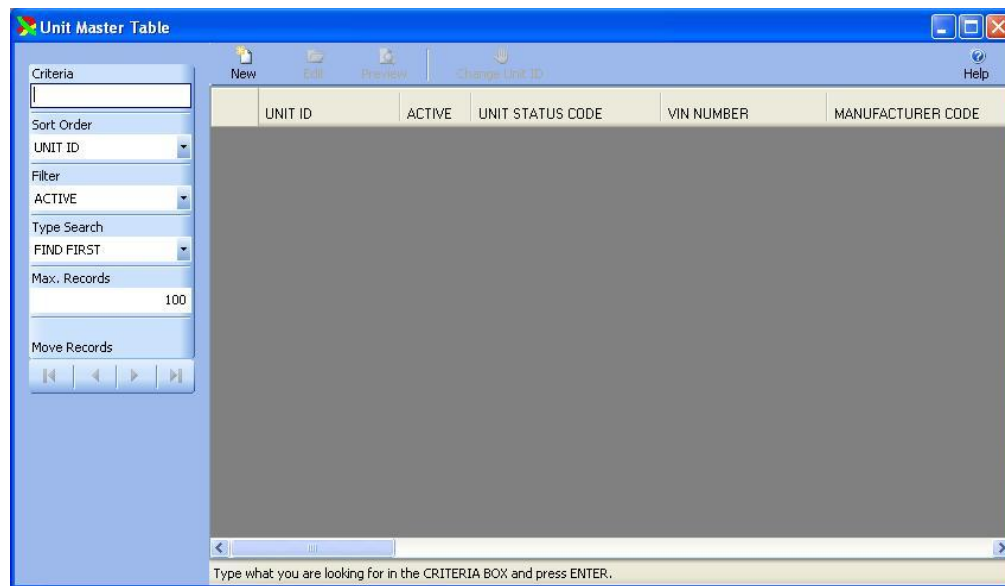 Unit Master Table
Criteria
Sort Order
UNIT ID
Filter
ACTIVE
Type Search
FIND FIRST
Max. Records
100
Move Records
New Edit Preview Change Unit ID Help
UNIT ID ACTIVE UNIT STATUS CODE VIN NUMBER MANUFACTURER CODE
Type what you are looking for in the CRITERIA BOX and press ENTER.